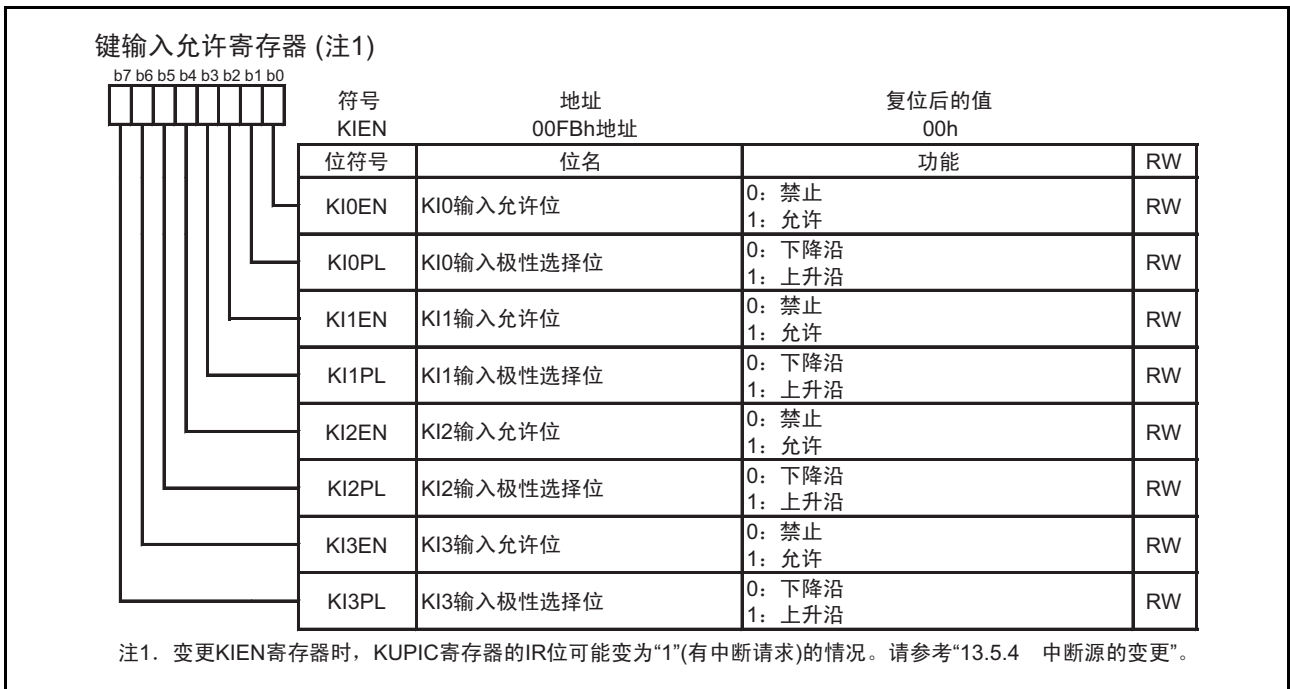 键输入允许寄存器 (注1)
b7 b6 b5 b4 b3 b2 b1 b0
符号 地址 复位后的值
KIEN 00FBh地址 00h
位符号 位名 功能 RW
KI0EN KI0输入允许位 0：禁止 RW
1：允许
KI0PL KI0输入极性选择位 0：下降沿 RW
1：上升沿
KI1EN KI1输入允许位 0：禁止 RW
1：允许
KI1PL KI1输入极性选择位 0：下降沿 RW
1：上升沿
KI2EN KI2输入允许位 0：禁止 RW
1：允许
KI2PL KI2输入极性选择位 0：下降沿 RW
1：上升沿
KI3EN KI3输入允许位 0：禁止 RW
1：允许
KI3PL KI3输入极性选择位 0：下降沿 RW
1：上升沿
注1. 变更KIEN寄存器时，KUPIC寄存器的IR位可能变为“1”(有中断请求)的情况。请参考“13.5.4 中断源的变更”。